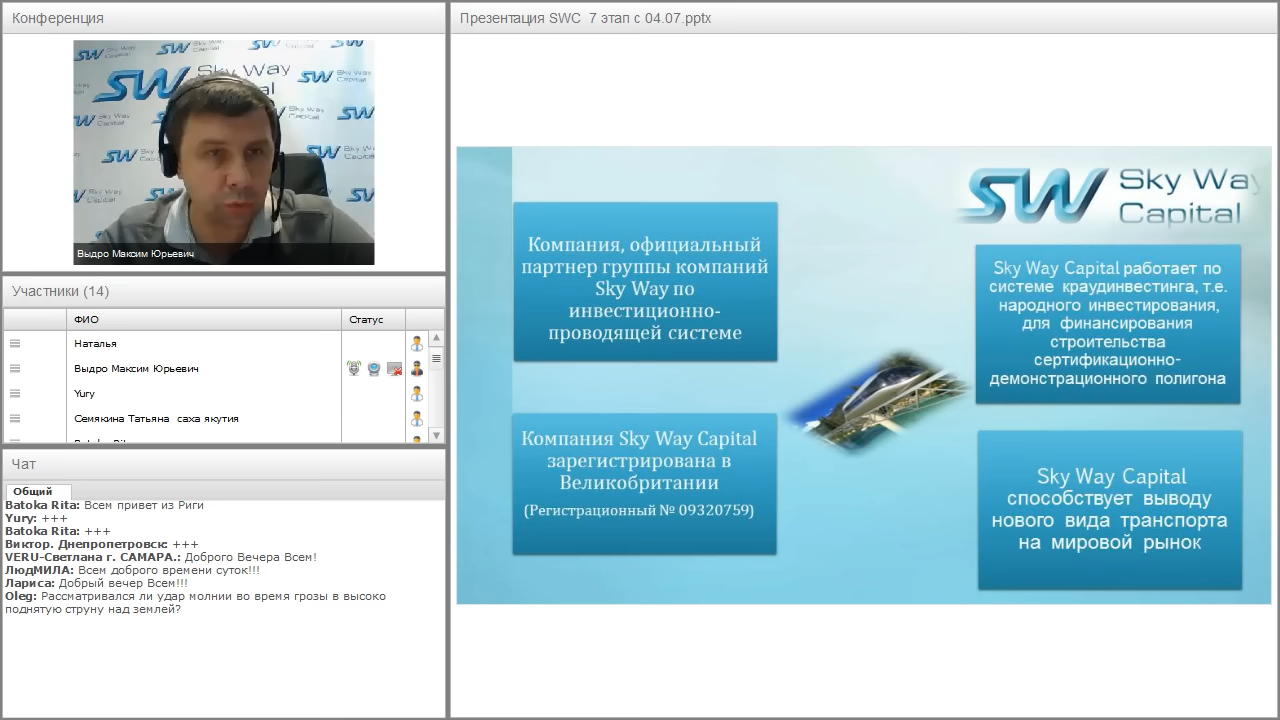 Конференция
SW Sky Way
Capital
Выдро Максим Юрьевич
Участники (14)
ФИО
Статус
Наталья
Выдро Максим Юрьевич
Yury
Семякина Татьяна саха якутия
Чат
Общий
Batoka Rita: Всем привет из Риги
Yury: +++
Batoka Rita: +++
Виктор. Днепропетровск: +++
VERU-Светлана г. САМАРА.: Доброго Вечера Всем!
ЛюдМИЛА: Всем доброго времени суток!!!
Лариса: Добрый вечер Всем!!!
Oleg: Рассматривался ли удар молнии во время грозы в высоко
поднятую струну над землей?
Презентация SWC 7 этап с 04.07.pptx
SW Sky Way
Capital
Компания, официальный
партнер группы компаний
Sky Way по
инвестиционно-
проводящей системе
Sky Way Capital работает по
системе краудинвестинга, т.е.
народного инвестирования,
для финансирования
строительства
сертификационно-
демонстрационного полигона
Компания Sky Way Capital
зарегистрирована в
Великобритании
(Регистрационный № 09320759)
Sky Way Capital
способствует выводу
нового вида транспорта
на мировой рынок